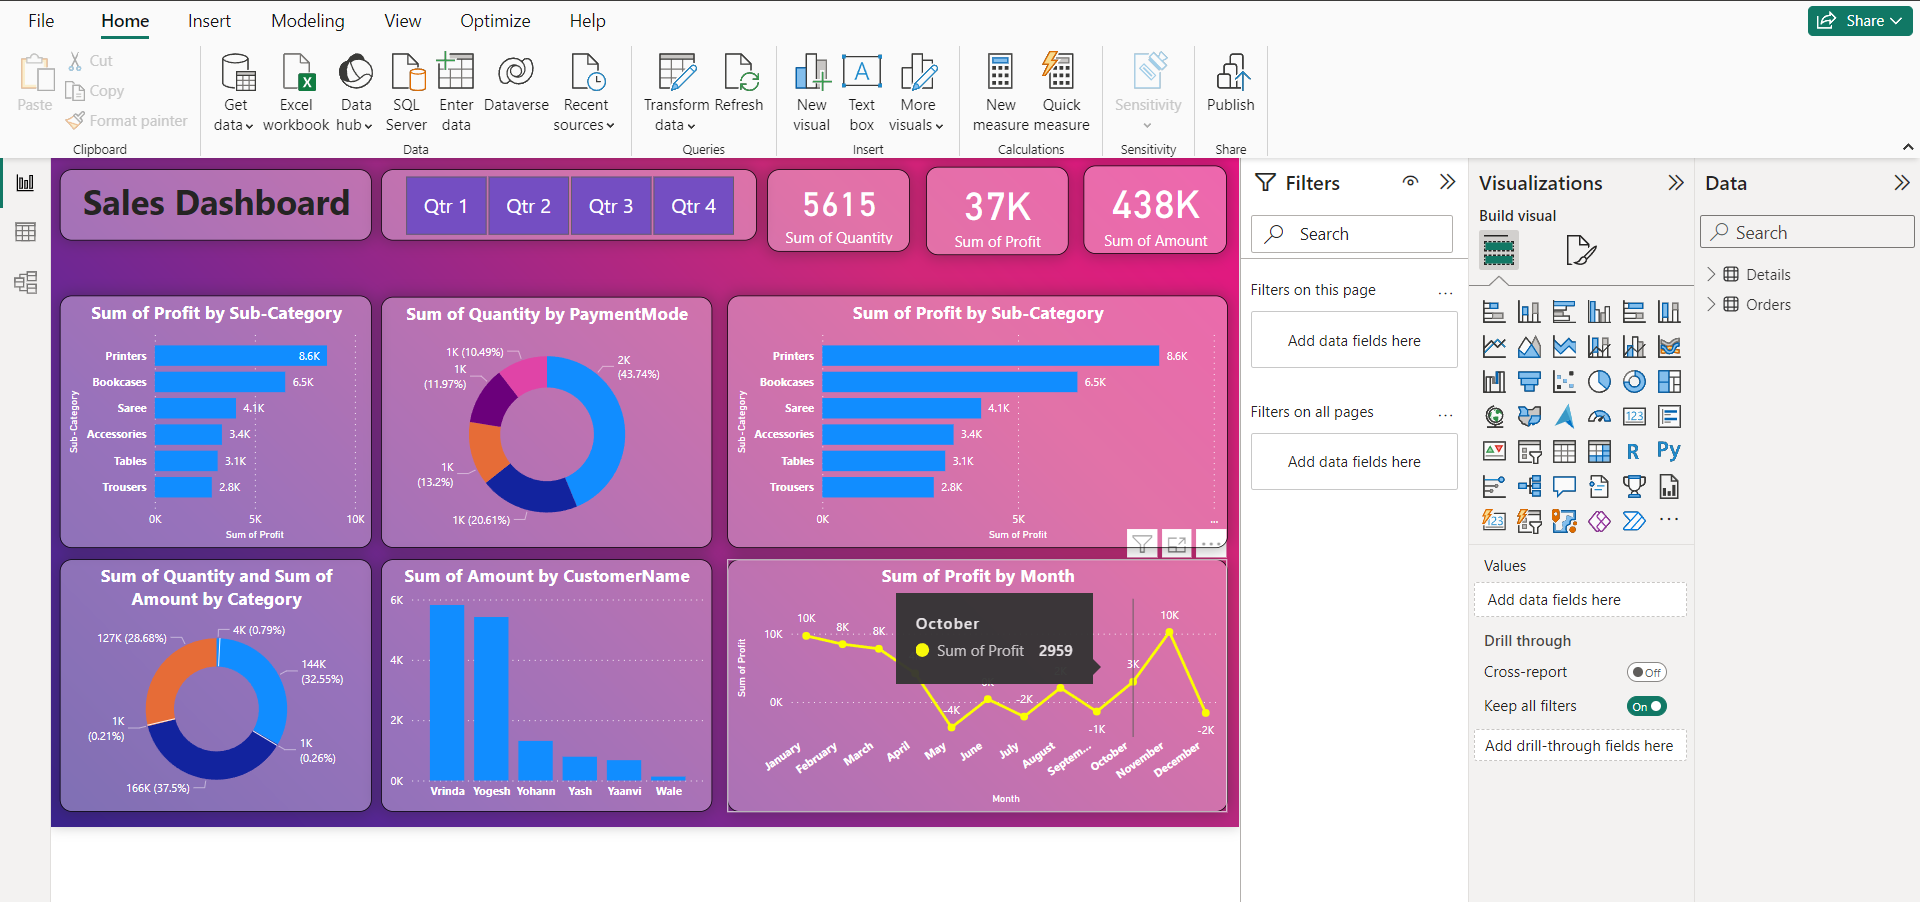 File Home Insert Modeling View Optimize Help
Share
Paste
Cut
Copy
Format painter
Clipboard
Get data
Excel workbook
Data hub
SQL Server
Enter data
Dataverse
Recent sources
Data
Transform data
Refresh
Queries
New visual
A
Text box
More visuals
Insert
New measure
Quick measure
Calculations
Sensitivity
Sensitivity
Publish
Share
Sales Dashboard
Qtr 1 Qtr 2 Qtr 3 Qtr 4
5615
Sum of Quantity
37K
Sum of Profit
438K
Sum of Amount
Sum of Profit by Sub-Category
Sub-Category
Printers 8.6K
Bookcases 6.5K
Saree 4.1K
Accessories 3.4K
Tables 3.1K
Trousers 2.8K
0K 5K 10K
Sum of Profit
Sum of Quantity by PaymentMode
1K (10.49%)
1K
(11.97%)
2K
(43.74%)
1K
(13.2%)
1K (20.61%)
Sum of Profit by Sub-Category
Sub-Category
Printers 8.6K
Bookcases 6.5K
Saree 4.1K
Accessories 3.4K
Tables 3.1K
Trousers 2.8K
0K 5K ...
Sum of Profit
Sum of Quantity and Sum of
Amount by Category
127K (28.68%)
4K (0.79%)
144K
(32.55%)
1K
(0.21%)
1K
(0.26%)
166K (37.5%)
Sum of Amount by CustomerName
6K
4K
2K
0K
Vrinda Yogesh Yohann Yash Yaanvi Wale
Sum of Profit by Month
Sum of Profit
10K
0K
10K 8K 8K
-4K
-2K
-1K
3K
10K
-2K
October
Sum of Profit 2959
January February March April May June July August Septem... October November December
Month
Filters
Search
Filters on this page
Add data fields here
Filters on all pages
Add data fields here
Visualizations
Build visual
123
R
Py
123
Values
Add data fields here
Drill through
Cross-report Off
Keep all filters On
Add drill-through fields here
Data
Search
Details
Orders